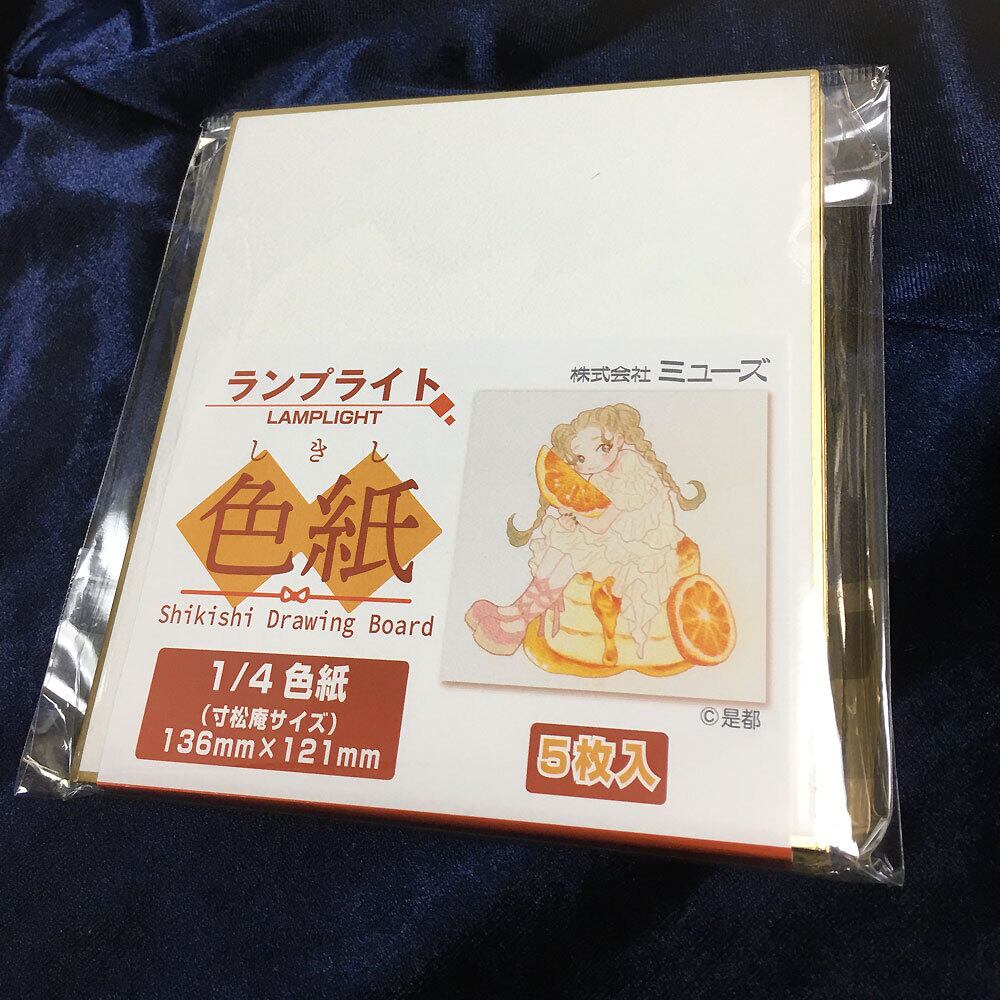 ランプライト
LAMPLIGHT
しきし
色紙
Shikishi Drawing Board
1/4 色紙
(寸松庵サイズ)
136mm×121mm
株式会社 ミューズ
©是都
5枚入